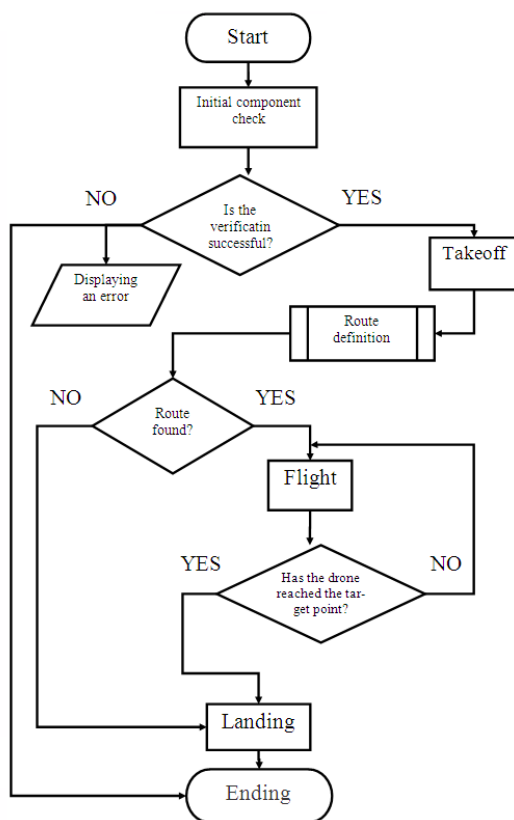 Start
Initial component
check
NO
YES
Is the
verificatin
successful?
Takeoff
Displaying
an error
Route
definition
NO
YES
Route
found?
Flight
YES
NO
Has the drone
reached the tar-
get point?
Landing
Ending